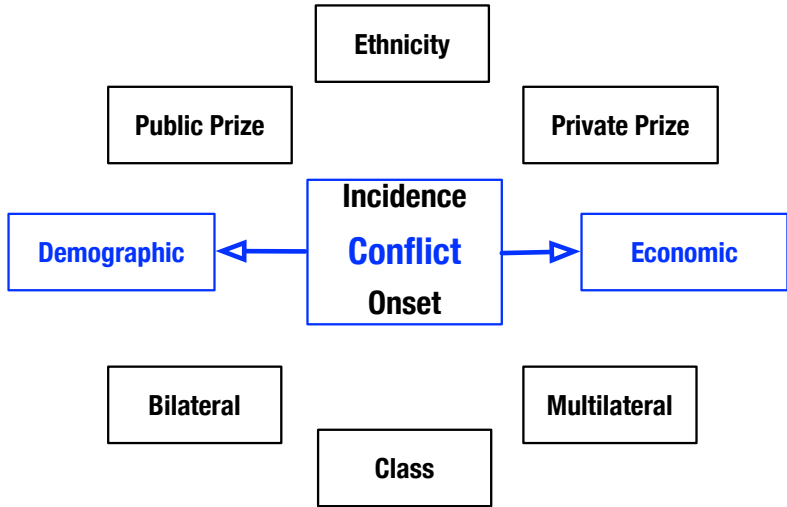 Ethnicity
Public Prize
Private Prize
Incidence
Demographic
Conflict
Economic
Onset
Bilateral
Multilateral
Class